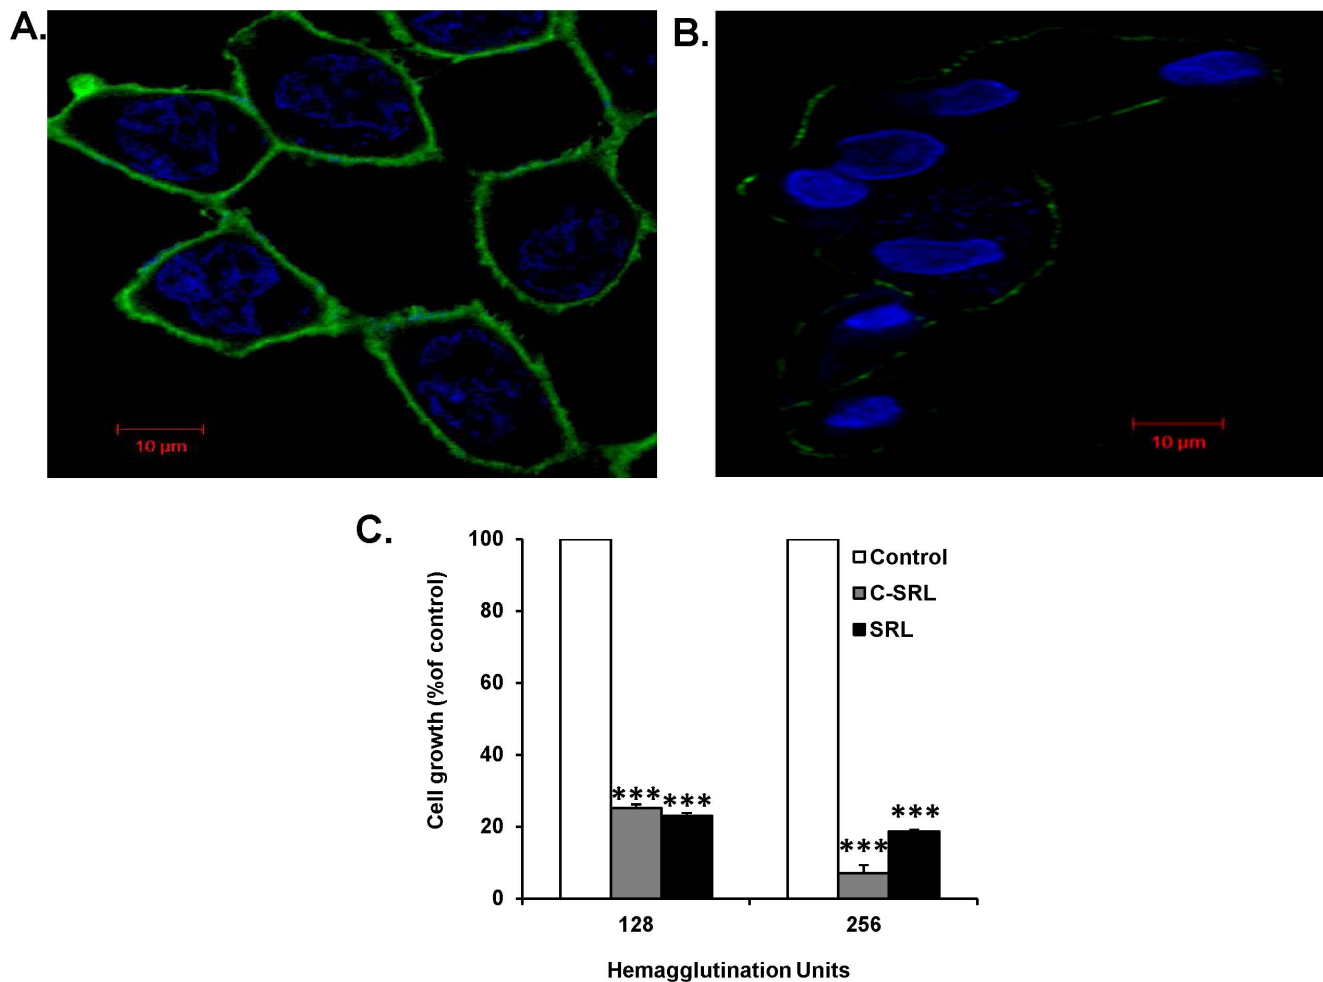 A.
B.
10 µm
10 µm
C.
100
80
60
40
20
0
Cell growth (%of control)
Control
C-SRL
SRL
*** ***
*** ***
128 256
Hemagglutination Units